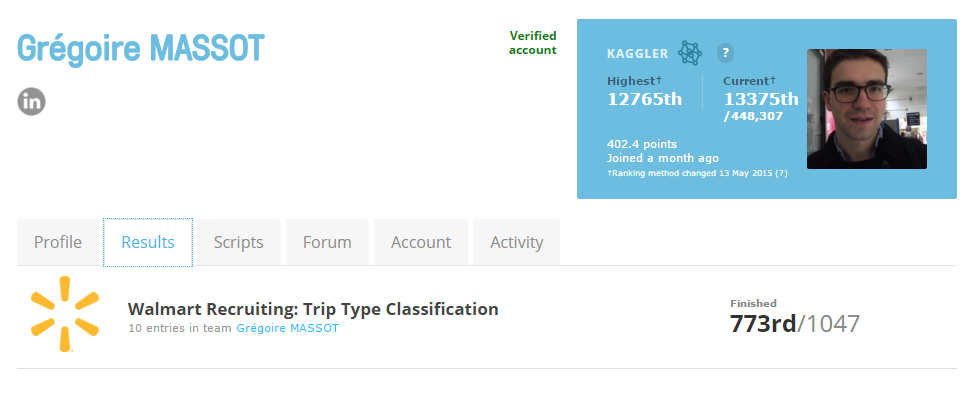 Grégoire MASSOT
Verified
account
KAGGLER
?
Highest†
12765th
Current†
13375th
/448,307
402.4 points
Joined a month ago
†Ranking method changed 13 May 2015 (?)
in
Profile
Results
Scripts
Forum
Account
Activity
Walmart Recruiting: Trip Type Classification
10 entries in team Grégoire MASSOT
Finished
773rd/1047